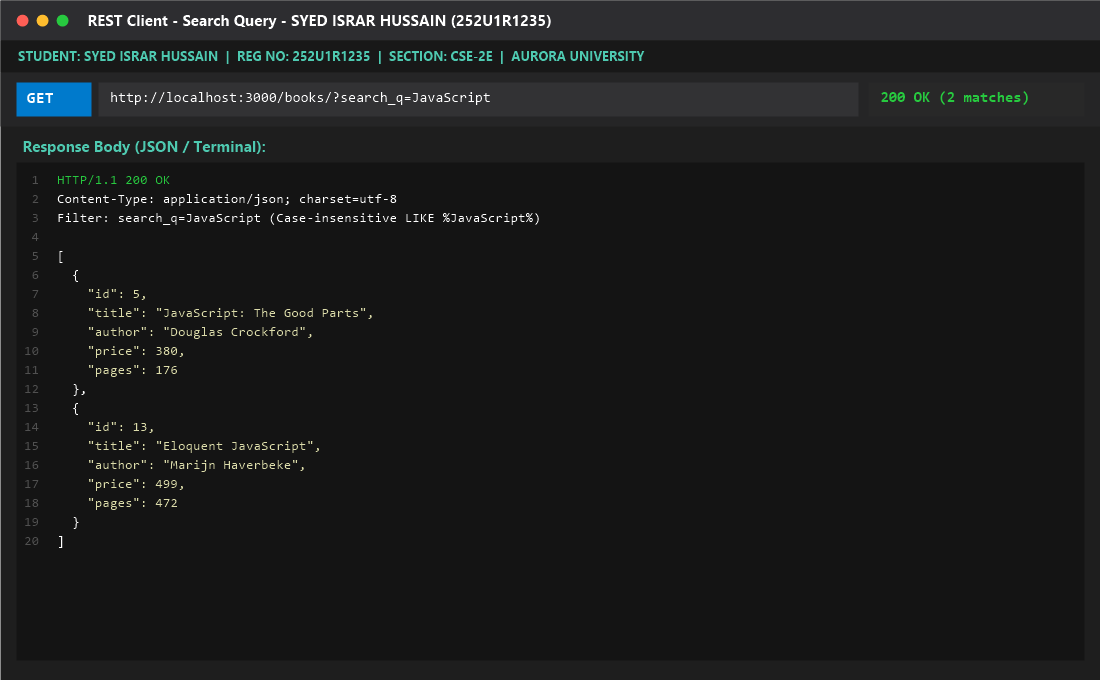 REST Client - Search Query - SYED ISRAR HUSSAIN (252U1R1235)
STUDENT: SYED ISRAR HUSSAIN | REG NO: 252U1R1235 | SECTION: CSE-2E | AURORA UNIVERSITY
GET http://localhost:3000/books/?search_q=JavaScript 200 OK (2 matches)
Response Body (JSON / Terminal):
1 HTTP/1.1 200 OK
2 Content-Type: application/json; charset=utf-8
3 Filter: search_q=JavaScript (Case-insensitive LIKE %JavaScript%)
4
5 [
6 {
7 "id": 5,
8 "title": "JavaScript: The Good Parts",
9 "author": "Douglas Crockford",
10 "price": 380,
11 "pages": 176
12 },
13 {
14 "id": 13,
15 "title": "Eloquent JavaScript",
16 "author": "Marijn Haverbeke",
17 "price": 499,
18 "pages": 472
19 }
20 ]